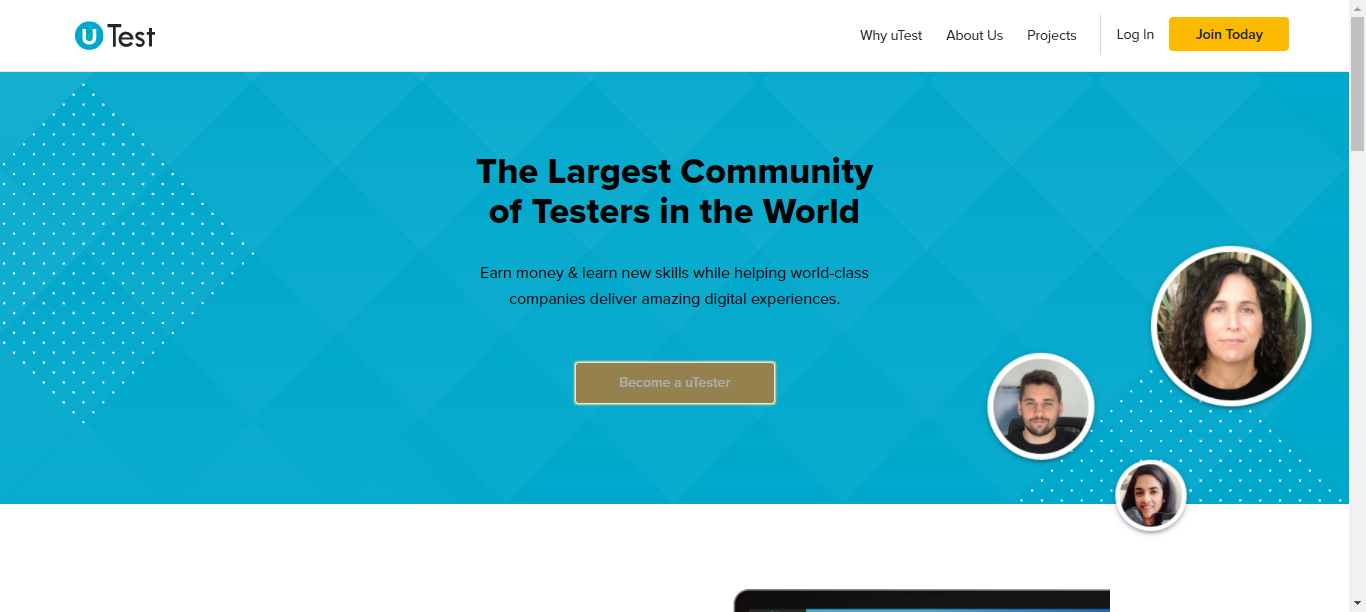 uTest
Why uTest
About Us
Projects
Log In
Join Today
The Largest Community
of Testers in the World
Earn money & learn new skills while helping world-class
companies deliver amazing digital experiences.
Become a uTester